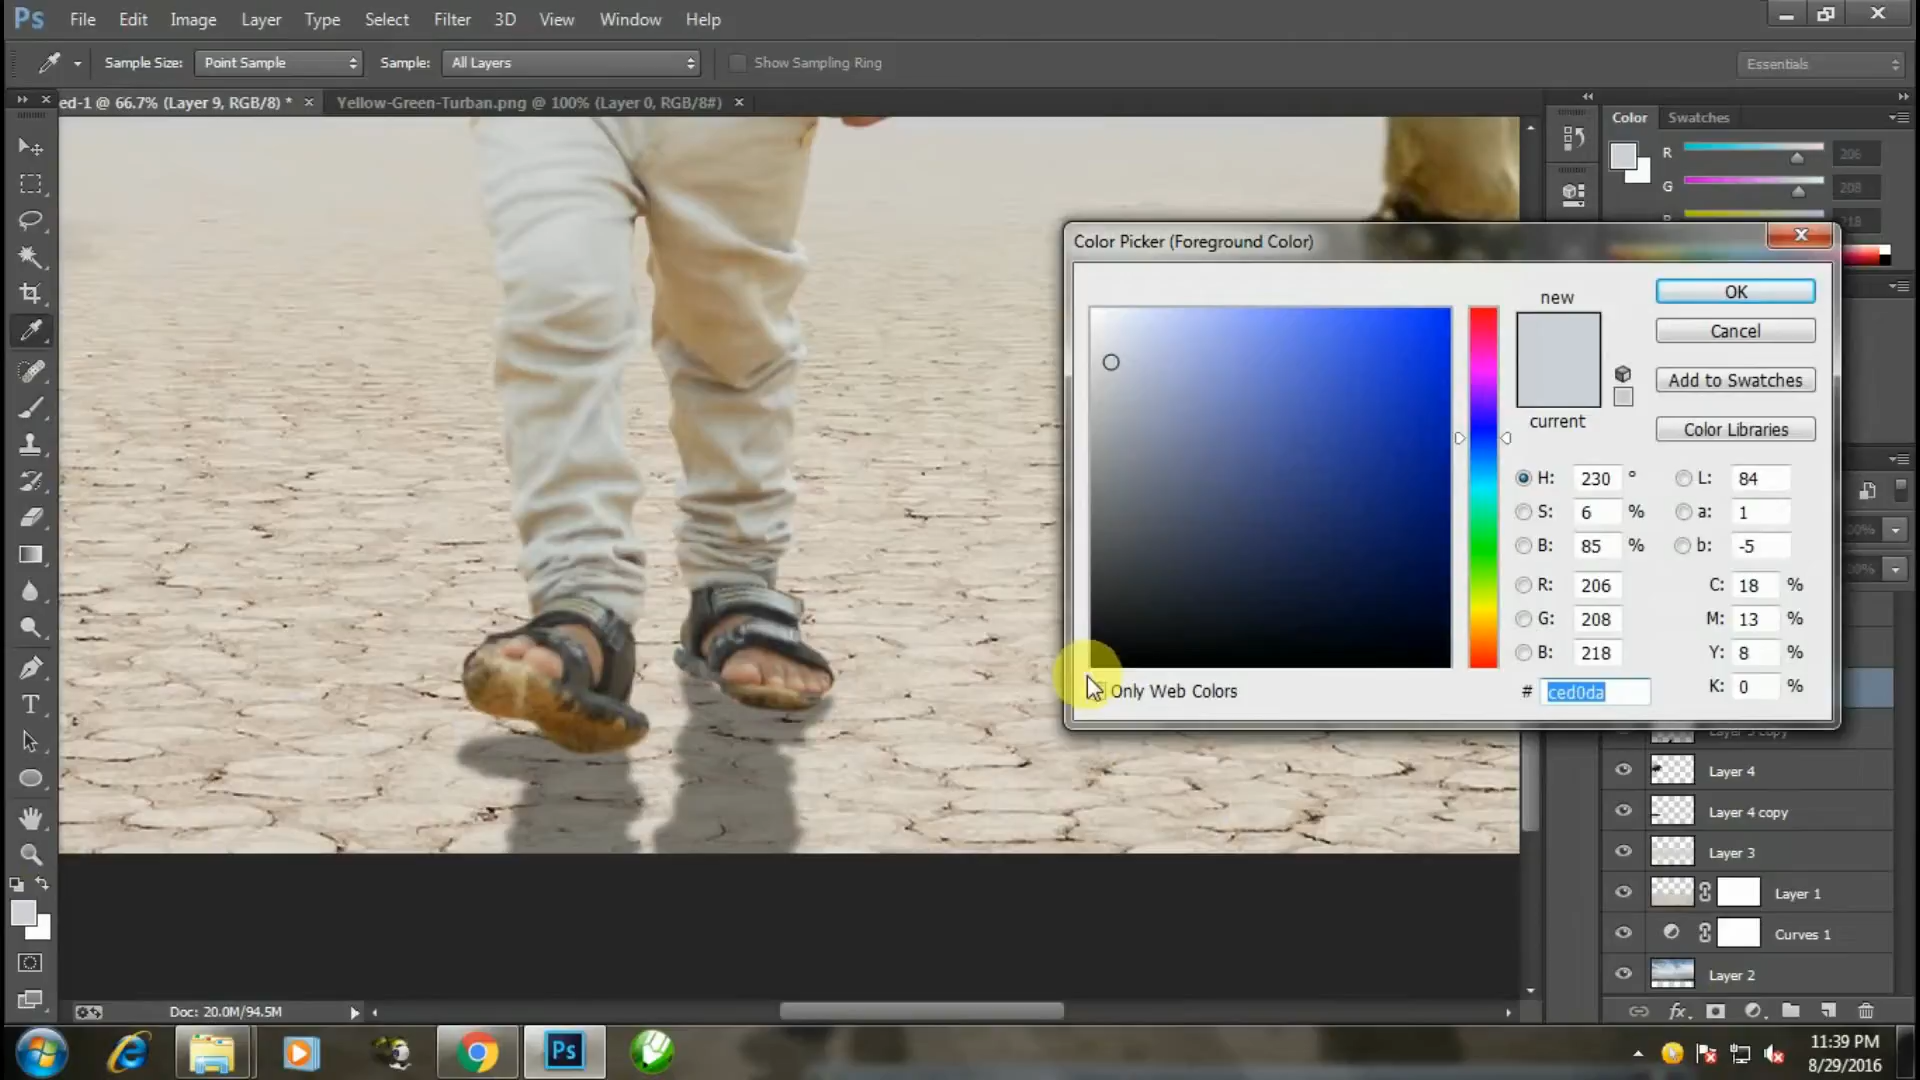 Ps File Edit Image Layer Type Select Filter 3D View Window Help
Sample Size: Point Sample Sample: All Layers Show Sampling Ring Essentials
ed-1 @ 66.7% (Layer 9, RGB/8) * Yellow-Green-Turban.png @ 100% (Layer 0, RGB/8#)
Color Swatches
R 206
G 208
218
Color Picker (Foreground Color)
new
current
OK
Cancel
Add to Swatches
Color Libraries
H: 230 ° L: 84
S: 6 % a: 1
B: 85 % b: -5
R: 206 C: 18 %
G: 208 M: 13 %
B: 218 Y: 8 %
# ced0da K: 0 %
Only Web Colors
Layer 4
Layer 4 copy
Layer 3
Layer 1
Curves 1
Layer 2
fx
T
Doc: 20.0M/94.5M
Ps
11:39 PM
8/29/2016